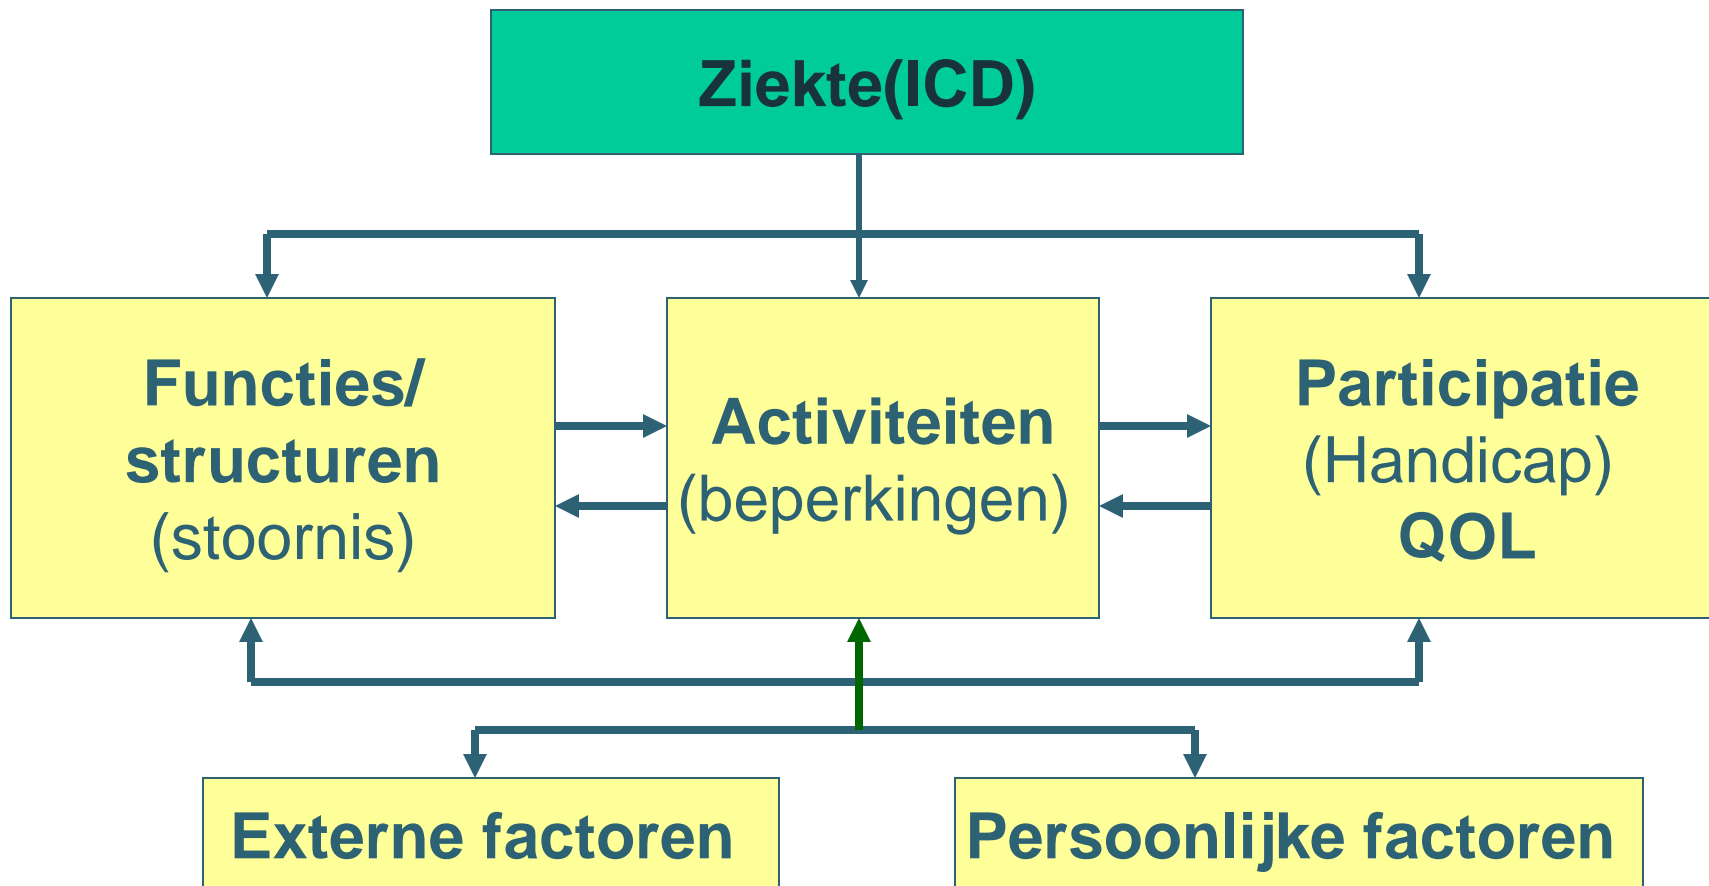 Ziekte(ICD)
Functies/
structuren
(stoornis)
Activiteiten
(beperkingen)
Participatie
(Handicap)
QOL
Externe factoren
Persoonlijke factoren